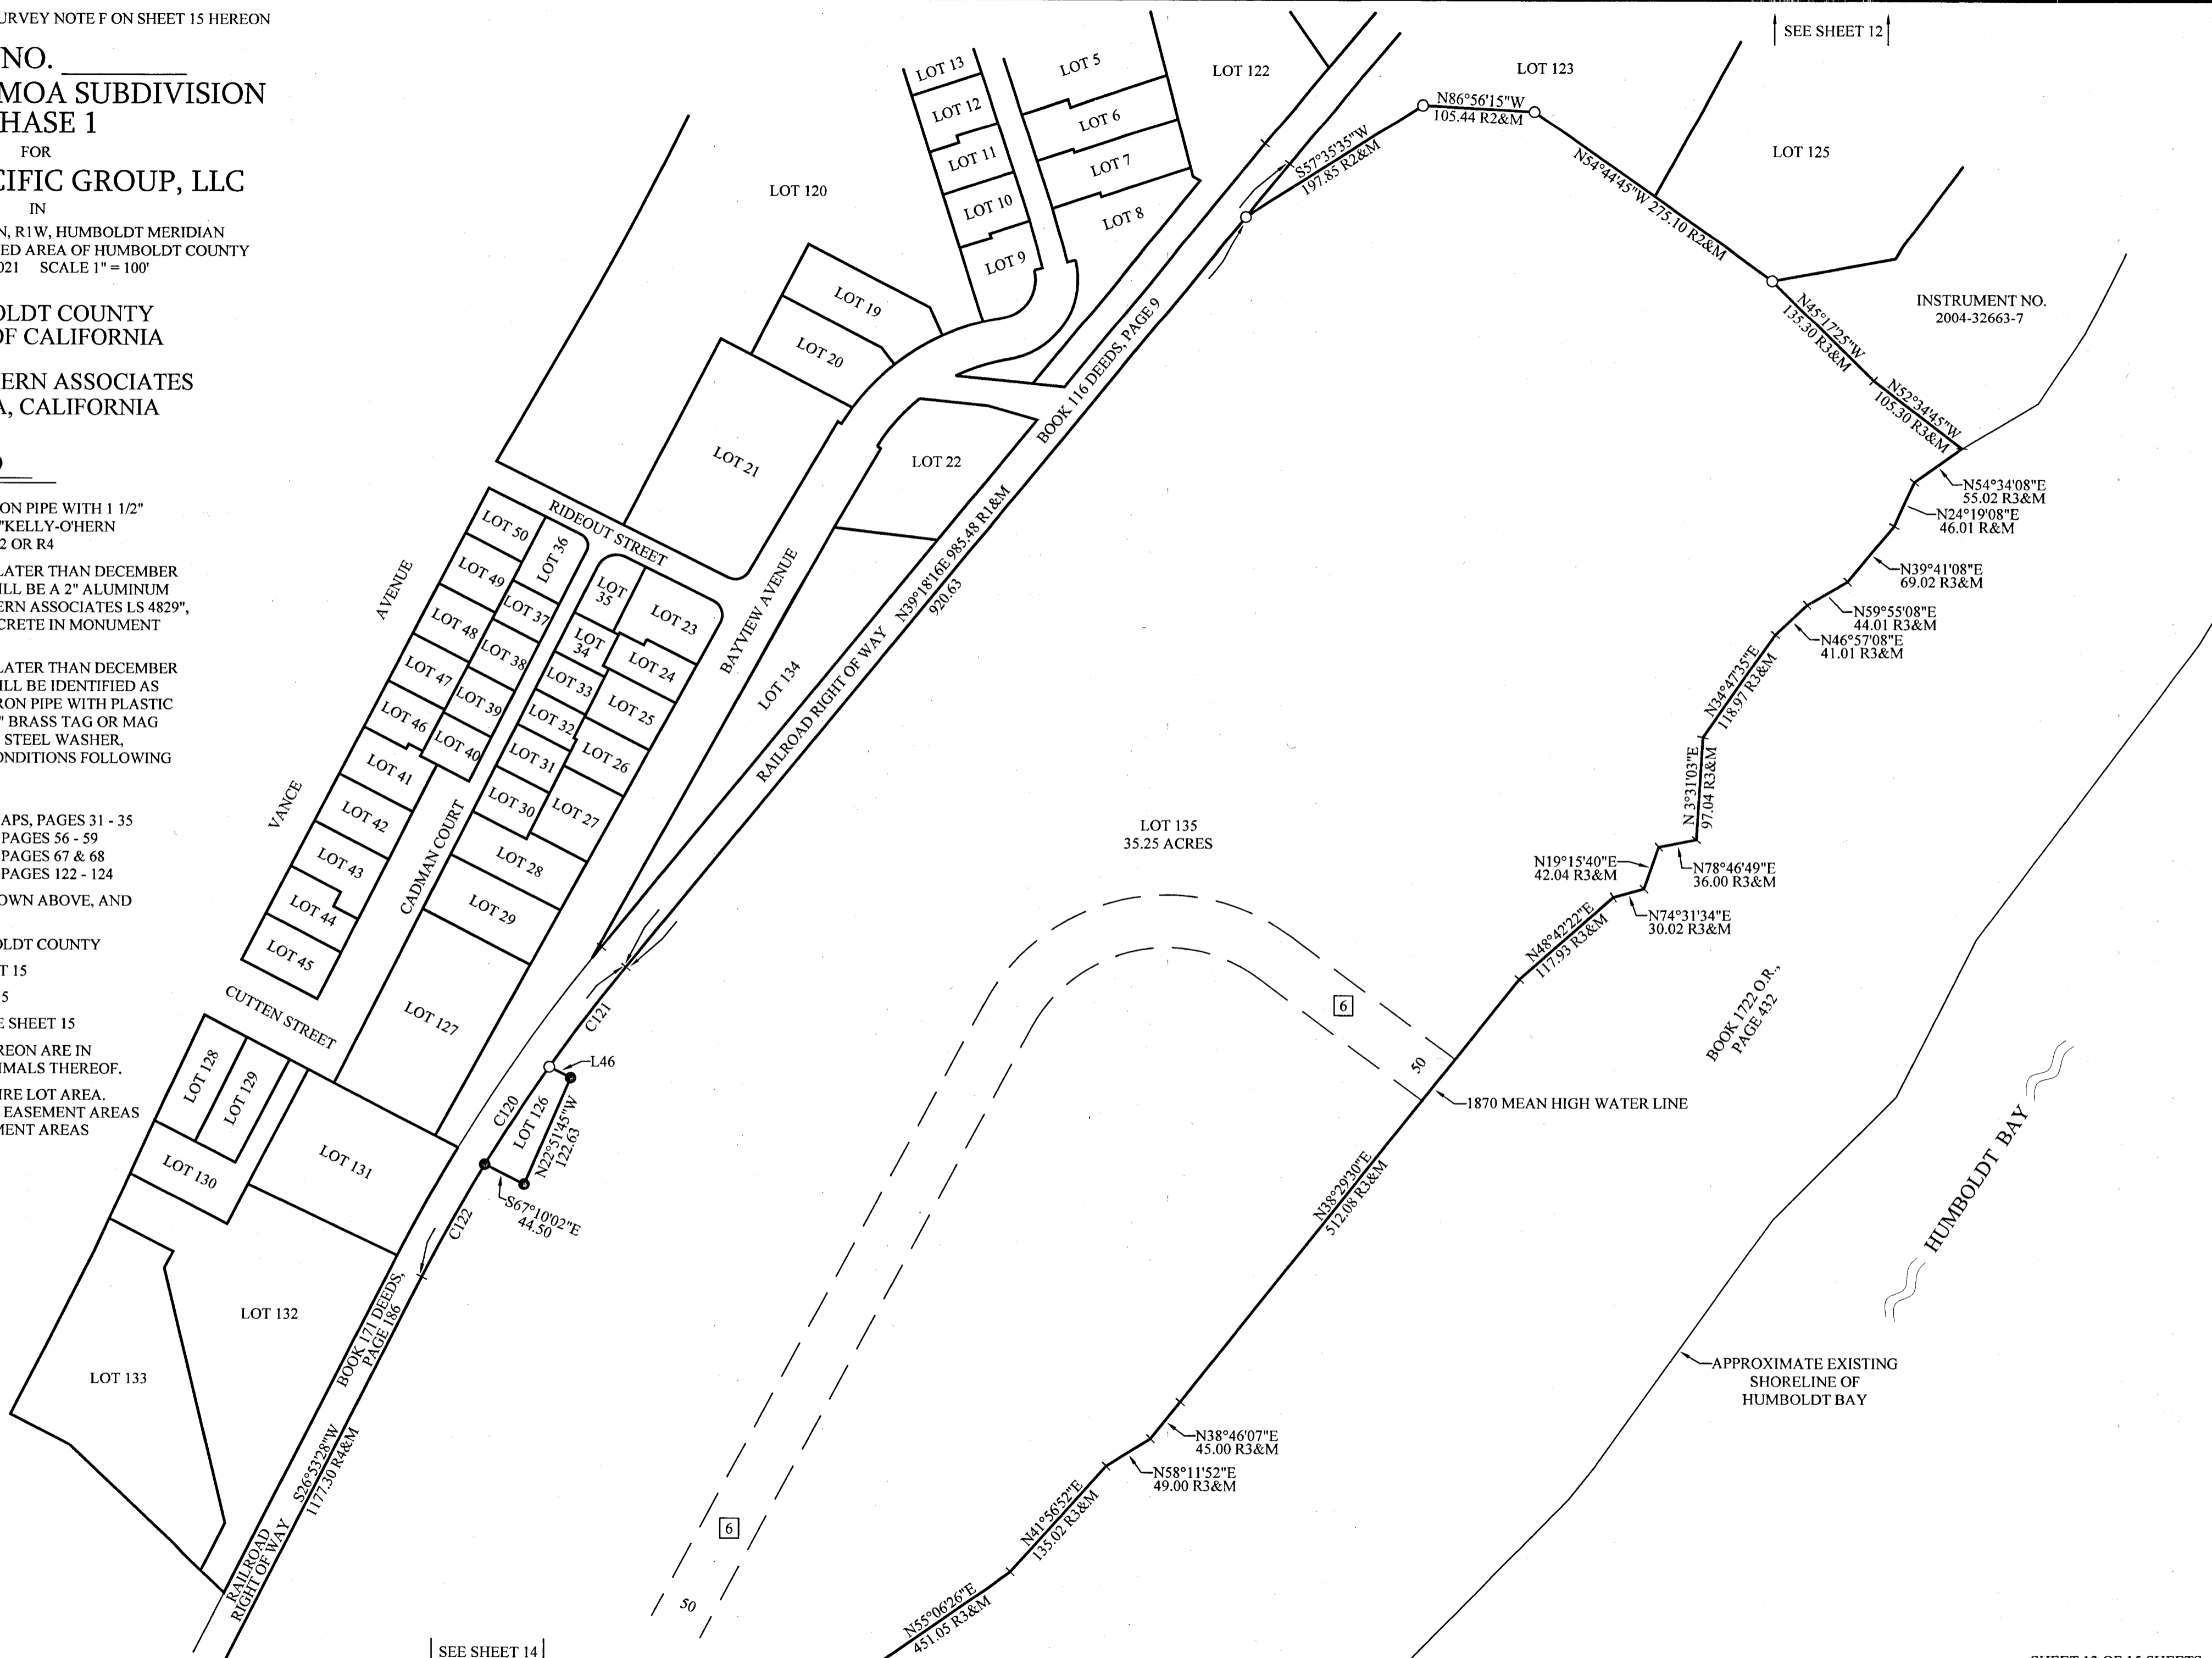 URVEY NOTE F ON SHEET 15 HEREON
NO.
MOA SUBDIVISION
HASE 1
FOR
CIFIC GROUP, LLC
IN
N, R1W, HUMBOLDT MERIDIAN
ED AREA OF HUMBOLDT COUNTY
021 SCALE 1" = 100'
OLDT COUNTY
OF CALIFORNIA
ERN ASSOCIATES
A, CALIFORNIA
ON PIPE WITH 1 1/2"
"KELLY-O'HERN
2 OR R4
LATER THAN DECEMBER
ILL BE A 2" ALUMINUM
ERN ASSOCIATES LS 4829",
CRETE IN MONUMENT
LATER THAN DECEMBER
ILL BE IDENTIFIED AS
RON PIPE WITH PLASTIC
" BRASS TAG OR MAG
STEEL WASHER,
ONDITIONS FOLLOWING
APS, PAGES 31 - 35
PAGES 56 - 59
PAGES 67 & 68
PAGES 122 - 124
OWN ABOVE, AND
OLDT COUNTY
T 15
5
E SHEET 15
REON ARE IN
IMALS THEREOF.
IRE LOT AREA.
EASEMENT AREAS
MENT AREAS
SEE SHEET 12
LOT 13
LOT 12
LOT 11
LOT 10
LOT 9
LOT 5
LOT 6
LOT 7
LOT 8
LOT 122
LOT 123
LOT 125
LOT 120
LOT 19
LOT 20
LOT 21
LOT 22
S57°35'35"W
197.85 R2&M
N86°56'15"W
105.44 R2&M
N54°44'45"W 275.10 R2&M
INSTRUMENT NO.
2004-32663-7
N45°17'25"W
135.30 R3&M
N52°34'45"W
105.30 R3&M
N54°34'08"E
55.02 R3&M
N24°19'08"E
46.01 R&M
N39°41'08"E
69.02 R3&M
N59°55'08"E
44.01 R3&M
N46°57'08"E
41.01 R3&M
N34°47'35"E
118.97 R3&M
N 3°31'03"E
97.04 R3&M
N78°46'49"E
36.00 R3&M
N19°15'40"E
42.04 R3&M
N74°31'34"E
30.02 R3&M
N48°42'22"E
117.93 R3&M
BOOK 116 DEEDS, PAGE 9
RAILROAD RIGHT OF WAY
N39°18'16E 985.48 R1&M
920.63
RIDEOUT STREET
BAYVIEW AVENUE
VANCE
AVENUE
CADMAN COURT
CUTTEN STREET
LOT 50
LOT 49
LOT 48
LOT 47
LOT 46
LOT 41
LOT 42
LOT 43
LOT 44
LOT 45
LOT 36
LOT 37
LOT 38
LOT 39
LOT 40
LOT
35
LOT
34
LOT 33
LOT 32
LOT 31
LOT 30
LOT 23
LOT 24
LOT 25
LOT 26
LOT 27
LOT 28
LOT 29
LOT 134
LOT 127
LOT 135
35.25 ACRES
6
50
1870 MEAN HIGH WATER LINE
BOOK 1722 O.R.,
PAGE 432
HUMBOLDT BAY
C121
L46
C120
LOT 126
N22°51'45"W
122.63
S67°10'02"E
44.50
C122
LOT 128
LOT 129
LOT 130
LOT 131
LOT 132
LOT 133
BOOK 171 DEEDS,
PAGE 186
S26°53'28"W
1177.30 R4&M
RAILROAD
RIGHT OF WAY
N38°29'30"E
512.08 R3&M
APPROXIMATE EXISTING
SHORELINE OF
HUMBOLDT BAY
N38°46'07"E
45.00 R3&M
N58°11'52"E
49.00 R3&M
N41°56'52"E
135.02 R3&M
N55°06'26"E
451.05 R3&M
6
50
SEE SHEET 14